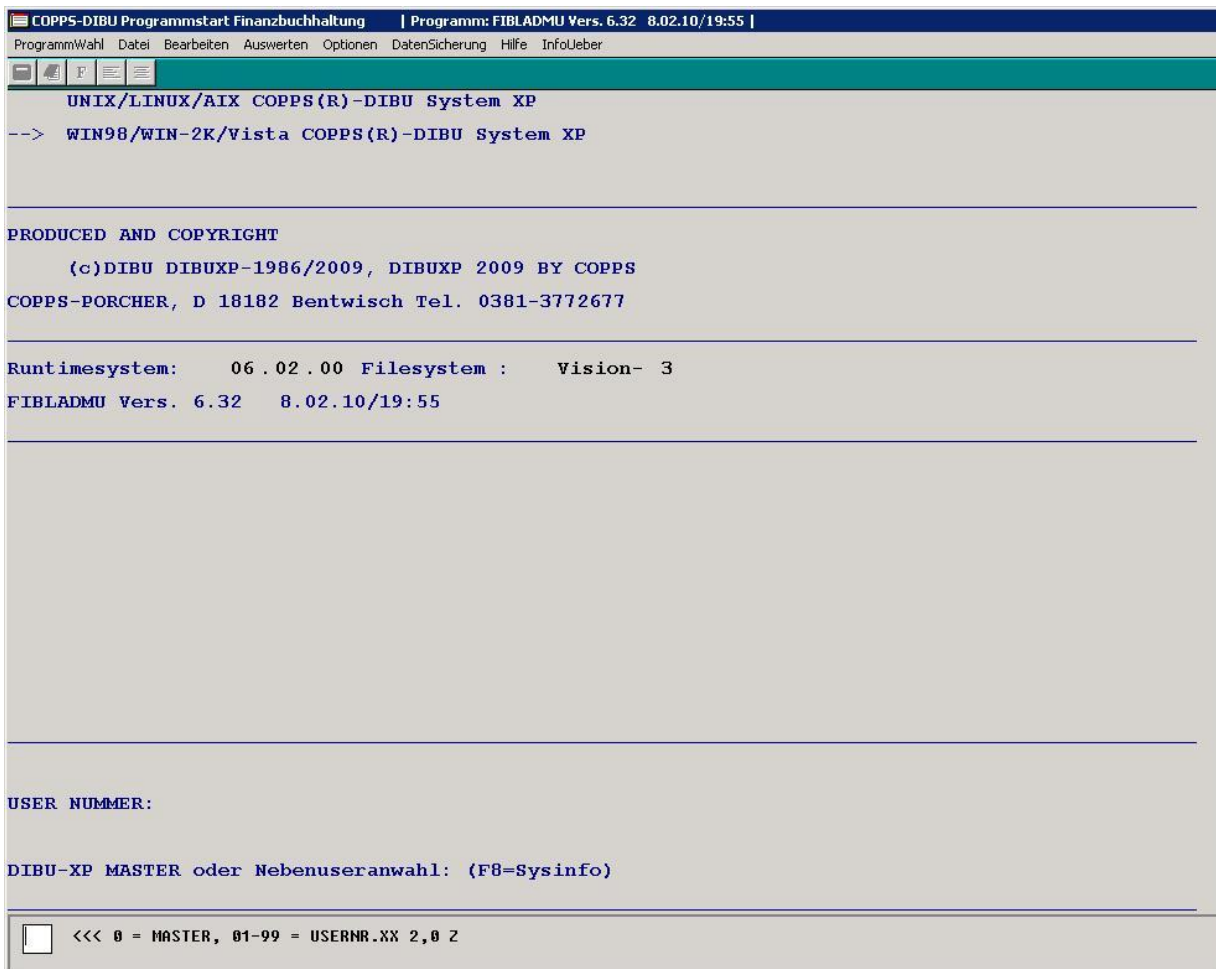 COPPS-DIBU Programmstart Finanzbuchhaltung | Programm: FIBLADMU Vers. 6.32 8.02.10/19:55 |
ProgrammWahl Datei Bearbeiten Auswerten Optionen DatenSicherung Hilfe InfoUeber
F
UNIX/LINUX/AIX COPPS(R)-DIBU System XP
--> WIN98/WIN-2K/Vista COPPS(R)-DIBU System XP
PRODUCED AND COPYRIGHT
(c)DIBU DIBUXP-1986/2009, DIBUXP 2009 BY COPPS
COPPS-PORCHER, D 18182 Bentwisch Tel. 0381-3772677
Runtimesystem: 06.02.00 Filesystem : Vision- 3
FIBLADMU Vers. 6.32 8.02.10/19:55
USER NUMMER:
DIBU-XP MASTER oder Nebenuseranwahl: (F8=Sysinfo)
<<< 0 = MASTER, 01-99 = USERNR.XX 2,0 Z